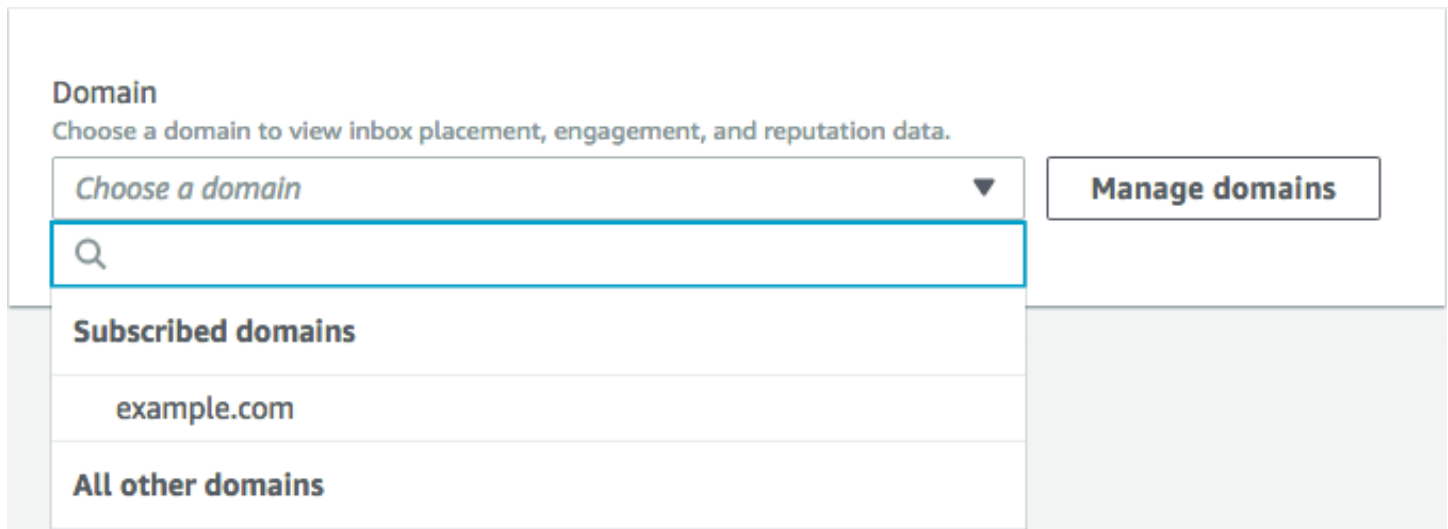 Domain
Choose a domain to view inbox placement, engagement, and reputation data.
Choose a domain
Manage domains
Subscribed domains
example.com
All other domains